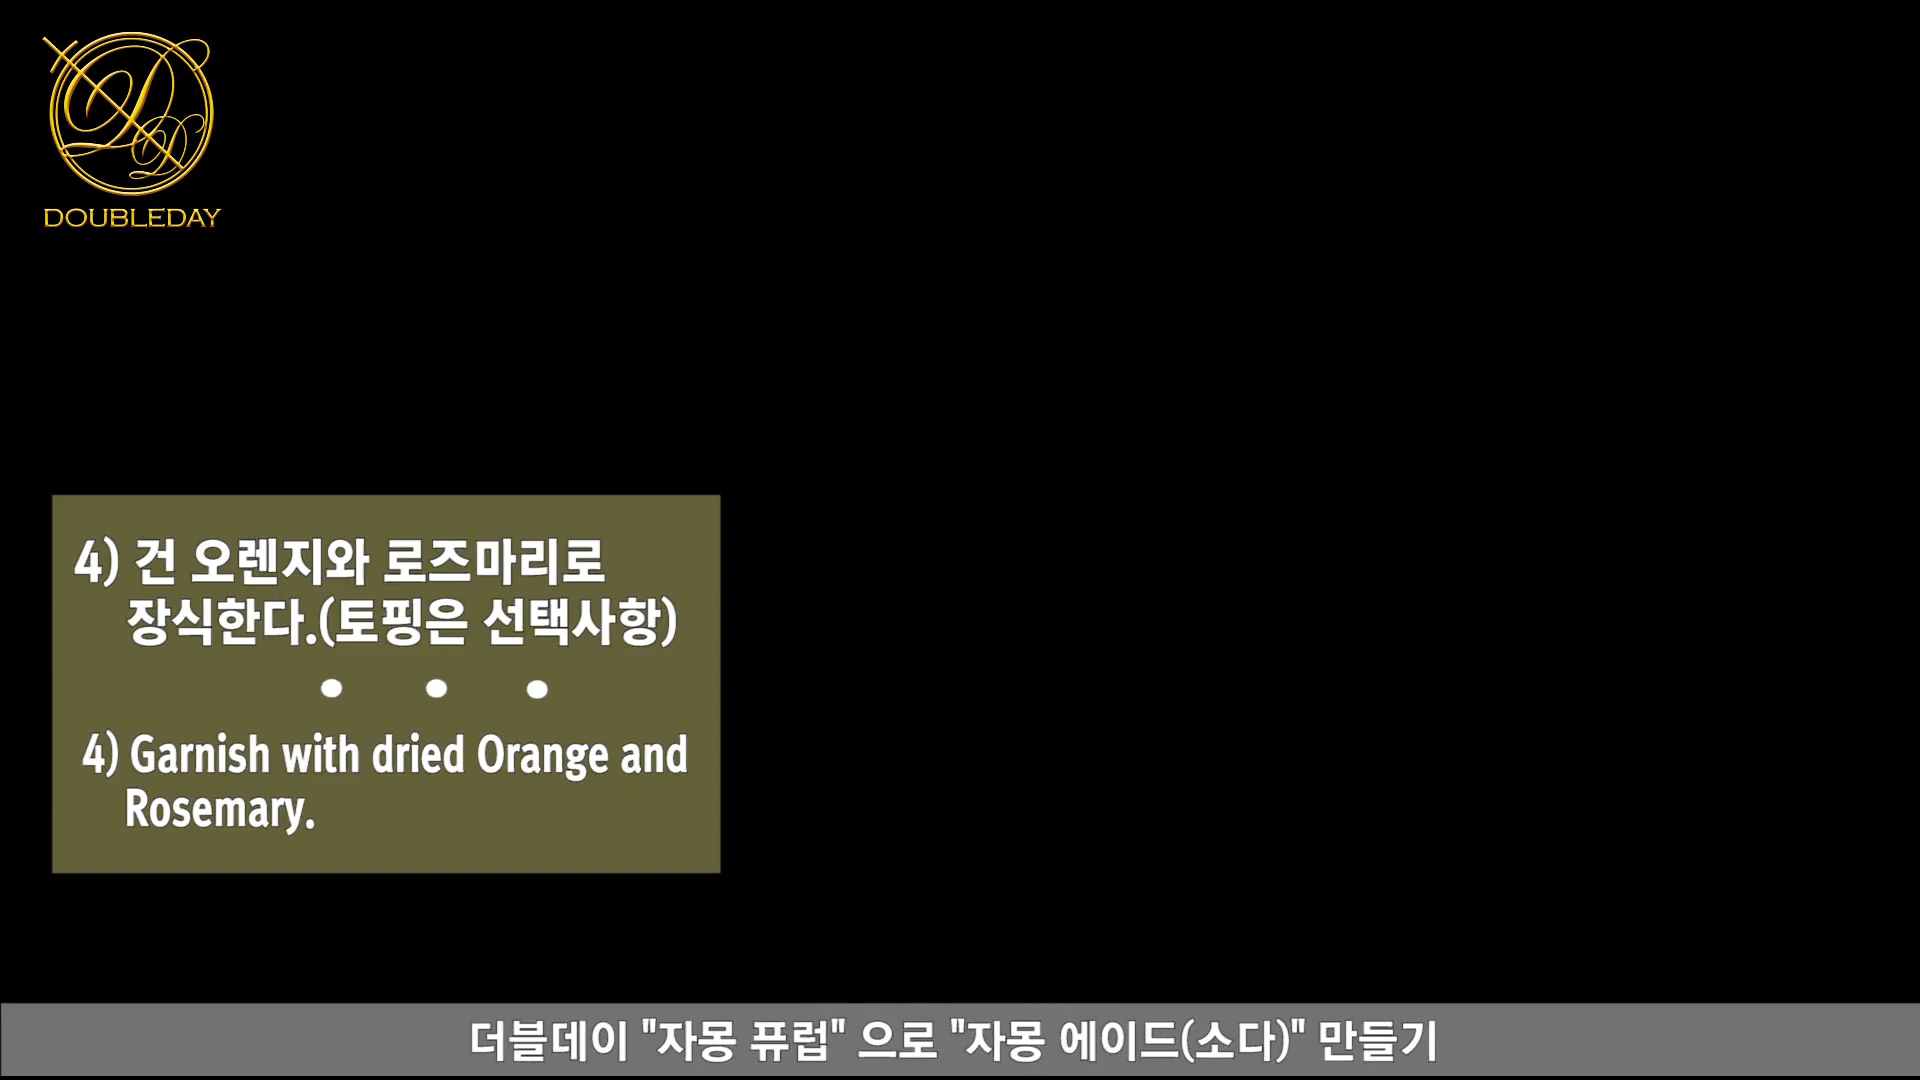 DOUBLEDAY
4) 건 오렌지와 로즈마리로
장식한다.(토핑은 선택사항)
• • •
4) Garnish with dried Orange and
Rosemary.
더블데이 "자몽 퓨럽" 으로 "자몽 에이드(소다)" 만들기